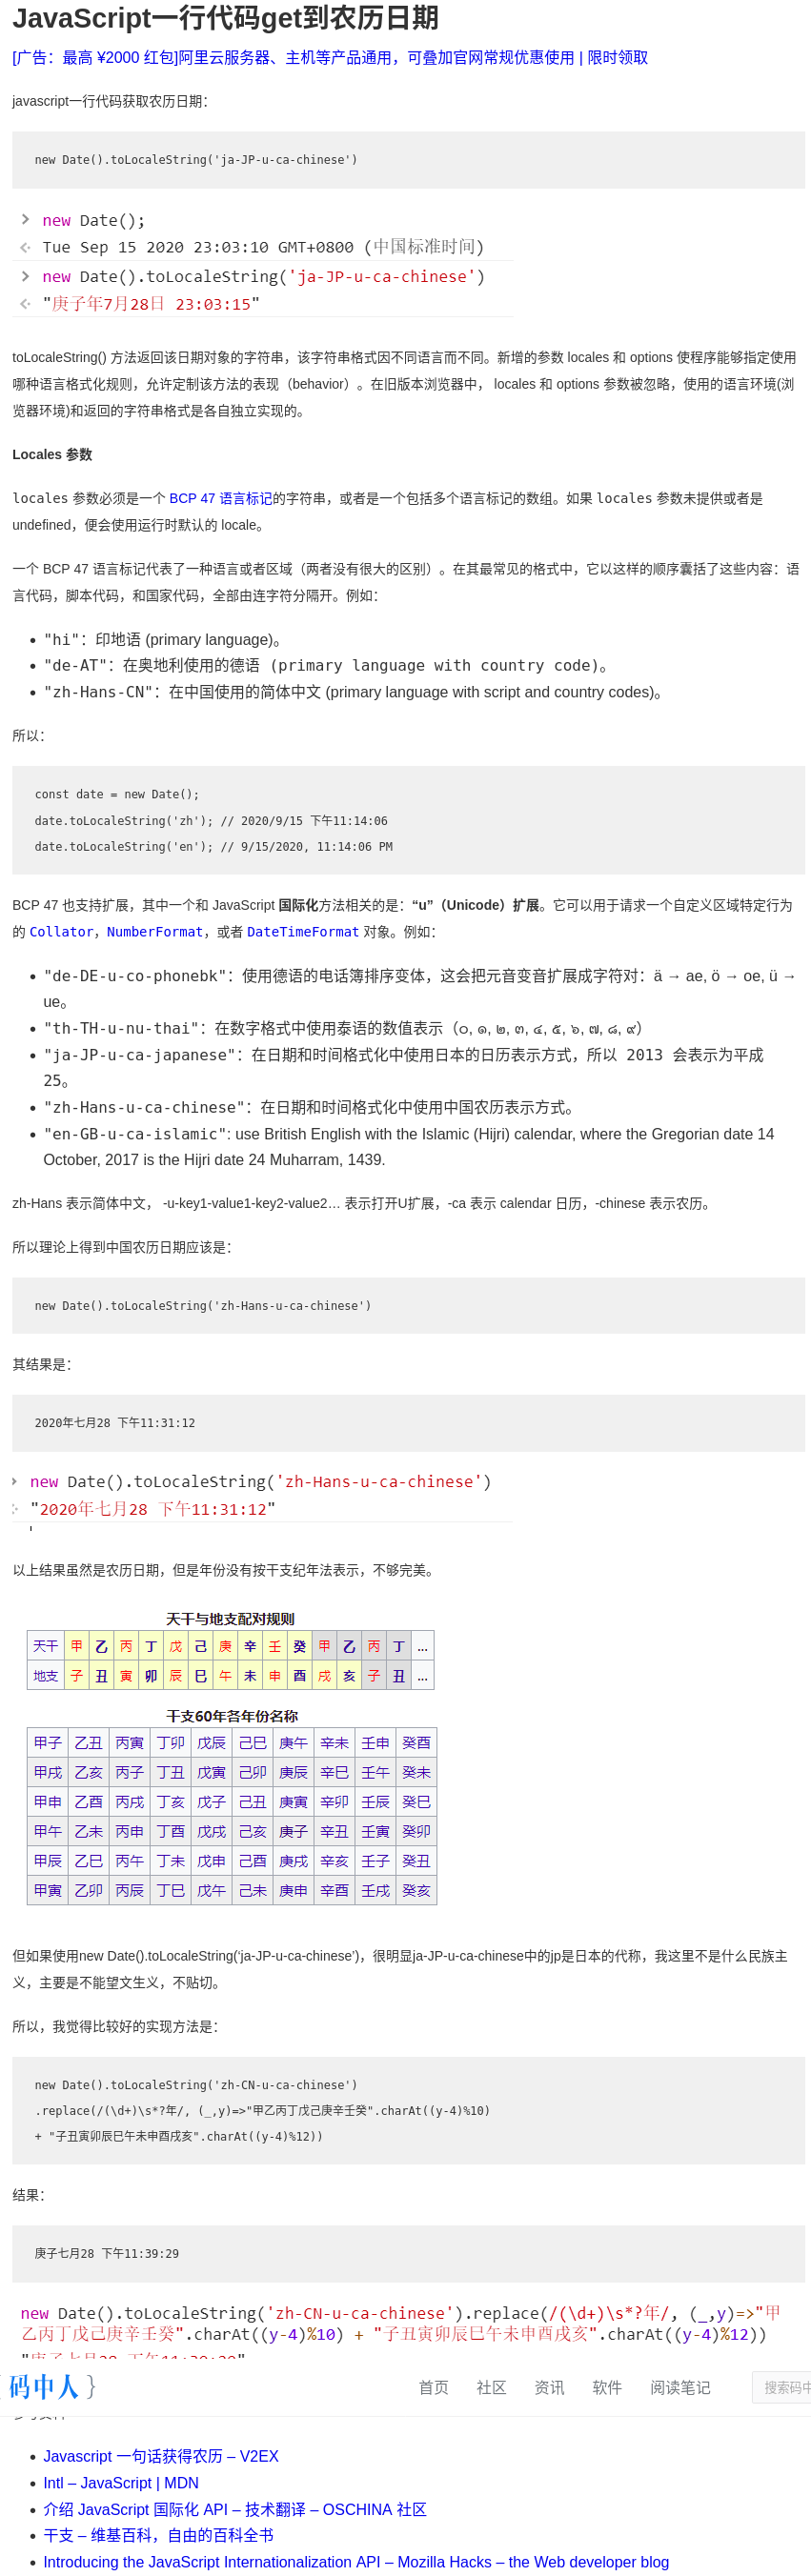 JavaScript一行代码get到农历日期
[广告：最高 ¥2000 红包]阿里云服务器、主机等产品通用，可叠加官网常规优惠使用 | 限时领取
javascript一行代码获取农历日期：
new Date().toLocaleString('ja-JP-u-ca-chinese')
new Date();
Tue Sep 15 2020 23:03:10 GMT+0800 (中国标准时间)
new Date().toLocaleString('ja-JP-u-ca-chinese')
"庚子年7月28日 23:03:15"
toLocaleString() 方法返回该日期对象的字符串，该字符串格式因不同语言而不同。新增的参数 locales 和 options 使程序能够指定使用
哪种语言格式化规则，允许定制该方法的表现（behavior）。在旧版本浏览器中， locales 和 options 参数被忽略，使用的语言环境(浏
览器环境)和返回的字符串格式是各自独立实现的。
Locales 参数
locales 参数必须是一个 BCP 47 语言标记的字符串，或者是一个包括多个语言标记的数组。如果 locales 参数未提供或者是
undefined，便会使用运行时默认的 locale。
一个 BCP 47 语言标记代表了一种语言或者区域（两者没有很大的区别）。在其最常见的格式中，它以这样的顺序囊括了这些内容：语
言代码，脚本代码，和国家代码，全部由连字符分隔开。例如：
• "hi"：印地语 (primary language)。
• "de-AT"：在奥地利使用的德语 (primary language with country code)。
• "zh-Hans-CN"：在中国使用的简体中文 (primary language with script and country codes)。
所以：
const date = new Date();
date.toLocaleString('zh'); // 2020/9/15 下午11:14:06
date.toLocaleString('en'); // 9/15/2020, 11:14:06 PM
BCP 47 也支持扩展，其中一个和 JavaScript 国际化方法相关的是：“u”（Unicode）扩展。它可以用于请求一个自定义区域特定行为
的 Collator，NumberFormat，或者 DateTimeFormat 对象。例如：
• "de-DE-u-co-phonebk"：使用德语的电话簿排序变体，这会把元音变音扩展成字符对：ä → ae, ö → oe, ü →
ue。
• "th-TH-u-nu-thai"：在数字格式中使用泰语的数值表示（๐, ๑, ๒, ๓, ๔, ๕, ๖, ๗, ๘, ๙）
• "ja-JP-u-ca-japanese"：在日期和时间格式化中使用日本的日历表示方式，所以 2013 会表示为平成
25。
• "zh-Hans-u-ca-chinese"：在日期和时间格式化中使用中国农历表示方式。
• "en-GB-u-ca-islamic": use British English with the Islamic (Hijri) calendar, where the Gregorian date 14
October, 2017 is the Hijri date 24 Muharram, 1439.
zh-Hans 表示简体中文， -u-key1-value1-key2-value2… 表示打开U扩展，-ca 表示 calendar 日历，-chinese 表示农历。
所以理论上得到中国农历日期应该是：
new Date().toLocaleString('zh-Hans-u-ca-chinese')
其结果是：
2020年七月28 下午11:31:12
new Date().toLocaleString('zh-Hans-u-ca-chinese')
"2020年七月28 下午11:31:12"
以上结果虽然是农历日期，但是年份没有按干支纪年法表示，不够完美。
天干与地支配对规则
天干 甲 乙 丙 丁 戊 己 庚 辛 壬 癸 甲 乙 丙 丁 ...
地支 子 丑 寅 卯 辰 巳 午 未 申 酉 戌 亥 子 丑 ...
干支60年各年份名称
甲子 乙丑 丙寅 丁卯 戊辰 己巳 庚午 辛未 壬申 癸酉
甲戌 乙亥 丙子 丁丑 戊寅 己卯 庚辰 辛巳 壬午 癸未
甲申 乙酉 丙戌 丁亥 戊子 己丑 庚寅 辛卯 壬辰 癸巳
甲午 乙未 丙申 丁酉 戊戌 己亥 庚子 辛丑 壬寅 癸卯
甲辰 乙巳 丙午 丁未 戊申 己酉 庚戌 辛亥 壬子 癸丑
甲寅 乙卯 丙辰 丁巳 戊午 己未 庚申 辛酉 壬戌 癸亥
但如果使用new Date().toLocaleString(‘ja-JP-u-ca-chinese’)，很明显ja-JP-u-ca-chinese中的jp是日本的代称，我这里不是什么民族主
义，主要是不能望文生义，不贴切。
所以，我觉得比较好的实现方法是：
new Date().toLocaleString('zh-CN-u-ca-chinese')
.replace(/(\d+)\s*?年/, (_,y)=>"甲乙丙丁戊己庚辛壬癸".charAt((y-4)%10)
+ "子丑寅卯辰巳午未申酉戌亥".charAt((y-4)%12))
结果：
庚子七月28 下午11:39:29
new Date().toLocaleString('zh-CN-u-ca-chinese').replace(/(\d+)\s*?年/, (_,y)=>"甲
乙丙丁戊己庚辛壬癸".charAt((y-4)%10) + "子丑寅卯辰巳午未申酉戌亥".charAt((y-4)%12))
"庚子七月28 下午11:39:29"
码中人 } 首页 社区 资讯 软件 阅读笔记 搜索码中
• Javascript 一句话获得农历 – V2EX
• Intl – JavaScript | MDN
• 介绍 JavaScript 国际化 API – 技术翻译 – OSCHINA 社区
• 干支 – 维基百科，自由的百科全书
• Introducing the JavaScript Internationalization API – Mozilla Hacks – the Web developer blog